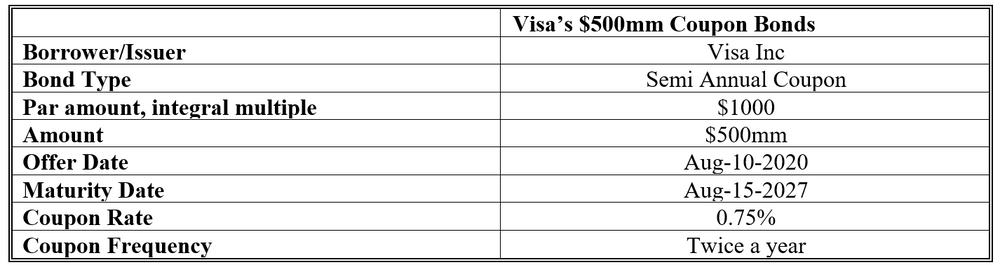 Visa’s $500mm Coupon Bonds
Borrower/Issuer Visa Inc
Bond Type Semi Annual Coupon
Par amount, integral multiple $1000
Amount $500mm
Offer Date Aug-10-2020
Maturity Date Aug-15-2027
Coupon Rate 0.75%
Coupon Frequency Twice a year